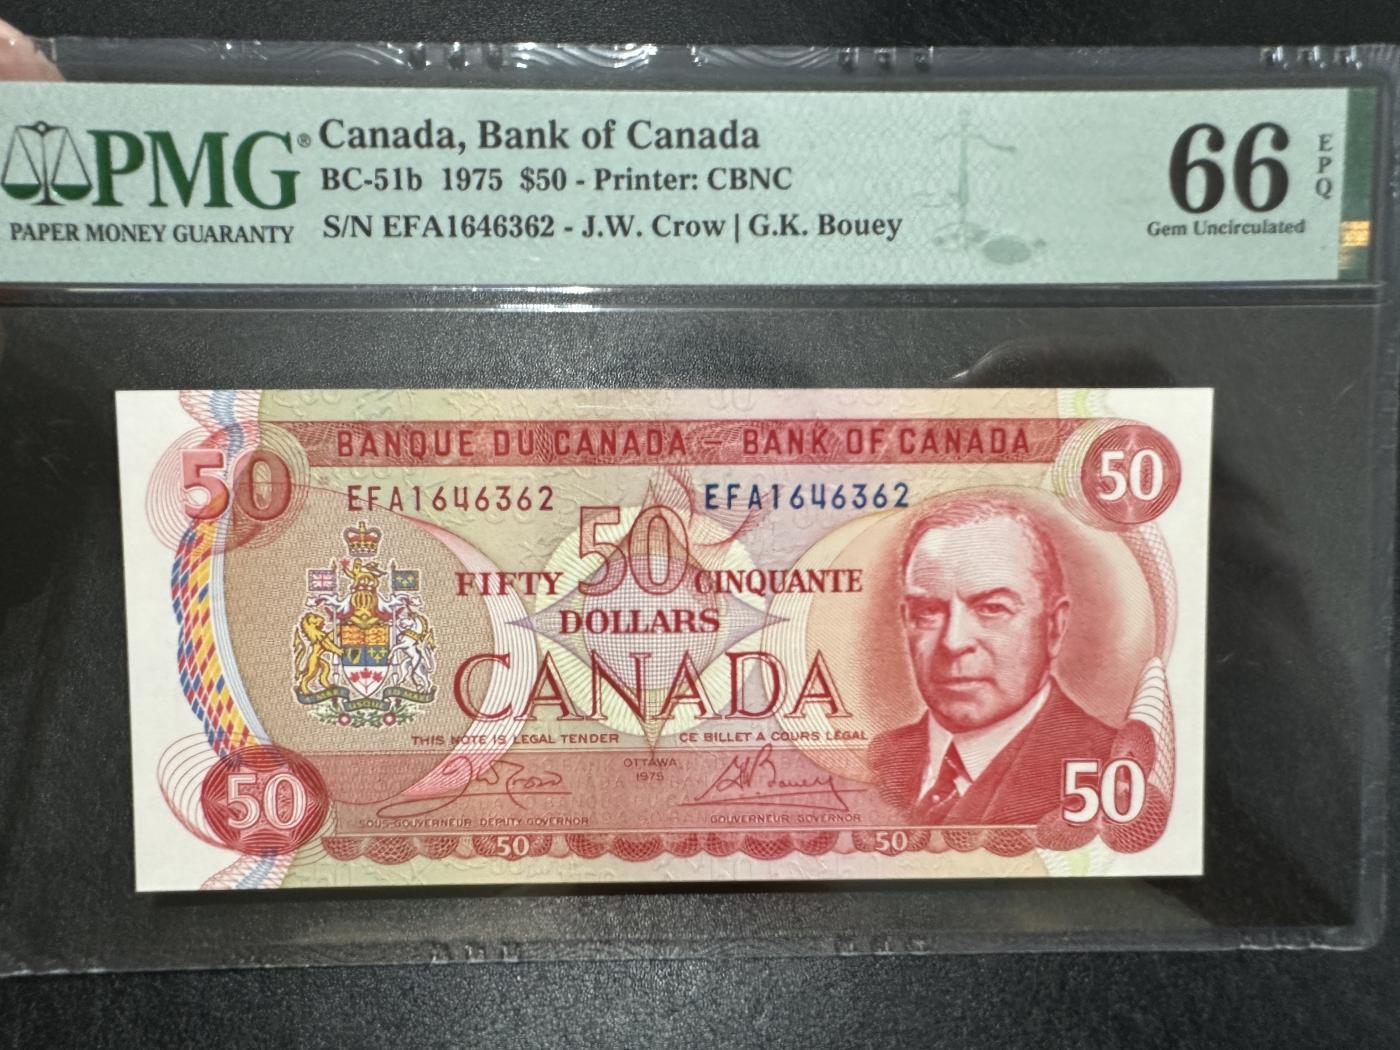 PMG®
PAPER MONEY GUARANTY
Canada, Bank of Canada
BC-51b 1975 $50 - Printer: CBNC
S/N EFA1646362 - J.W. Crow | G.K. Bouey
66
EPQ
Gem Uncirculated
BANQUE DU CANADA – BANK OF CANADA
50
50
EFA1646362
EFA1646362
50
FIFTY CINQUANTE
DOLLARS
CANADA
THIS NOTE IS LEGAL TENDER CE BILLET A COURS LÉGAL
OTTAWA
1975
SOUS-GOUVERNEUR DEPUTY GOVERNOR
GOUVERNEUR GOVERNOR
50
50
50
50